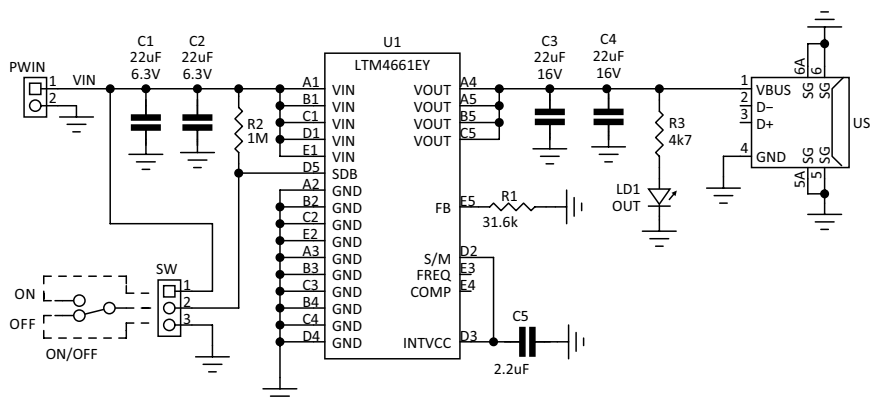 U1
LTM4661EY
PWIN
1
2
VIN
C1
22uF
6.3V
C2
22uF
6.3V
R2
1M
A1 VIN
B1 VIN
C1 VIN
D1 VIN
E1 VIN
D5 SDB
A2 GND
B2 GND
C2 GND
E2 GND
A3 GND
B3 GND
C3 GND
B4 GND
C4 GND
D4 GND
VOUT A4
VOUT A5
VOUT B5
VOUT C5
FB E5
S/M D2
FREQ E3
COMP E4
INTVCC D3
C3
22uF
16V
C4
22uF
16V
R1
31.6k
C5
2.2uF
R3
4k7
LD1
OUT
6A
6
SG
SG
1 VBUS
2 D−
3 D+
4 GND
US
SG
SG
5A
5
SW
1
2
3
ON
OFF
ON/OFF